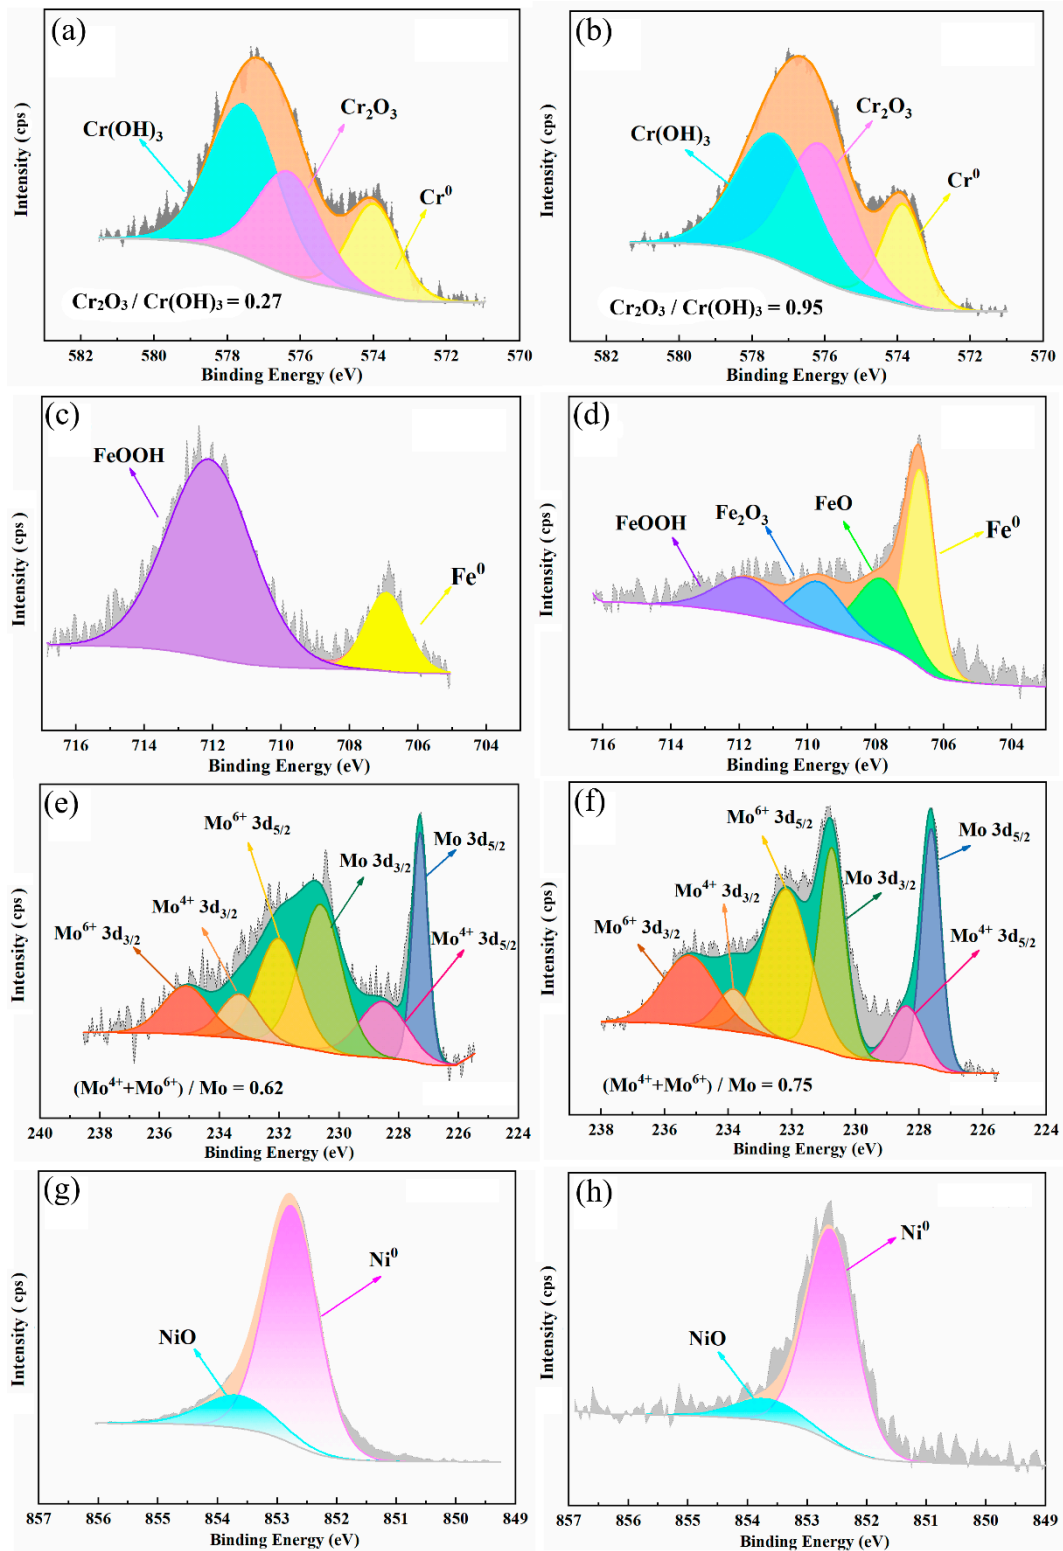 (a)
Cr(OH)₃
Cr₂O₃
Cr⁰
Cr₂O₃ / Cr(OH)₃ = 0.27
Intensity (cps)
582 580 578 576 574 572 570
Binding Energy (eV)
(b)
Cr(OH)₃
Cr₂O₃
Cr⁰
Cr₂O₃ / Cr(OH)₃ = 0.95
Intensity (cps)
582 580 578 576 574 572 570
Binding Energy (eV)
(c)
FeOOH
Fe⁰
Intensity (cps)
716 714 712 710 708 706 704
Binding Energy (eV)
(d)
FeOOH
Fe₂O₃
FeO
Fe⁰
Intensity (cps)
716 714 712 710 708 706 704
Binding Energy (eV)
(e)
Mo⁶⁺ 3d₅/₂
Mo⁴⁺ 3d₃/₂
Mo 3d₃/₂
Mo 3d₅/₂
Mo⁶⁺ 3d₃/₂
Mo⁴⁺ 3d₅/₂
(Mo⁴⁺+Mo⁶⁺) / Mo = 0.62
Intensity (cps)
240 238 236 234 232 230 228 226 224
Binding Energy (eV)
(f)
Mo⁶⁺ 3d₅/₂
Mo 3d₅/₂
Mo⁴⁺ 3d₃/₂
Mo 3d₃/₂
Mo⁶⁺ 3d₃/₂
Mo⁴⁺ 3d₅/₂
(Mo⁴⁺+Mo⁶⁺) / Mo = 0.75
Intensity (cps)
238 236 234 232 230 228 226 224
Binding Energy (eV)
(g)
Ni⁰
NiO
Intensity (cps)
857 856 855 854 853 852 851 850 849
Binding Energy (eV)
(h)
Ni⁰
NiO
Intensity (cps)
857 856 855 854 853 852 851 850 849
Binding Energy (eV)